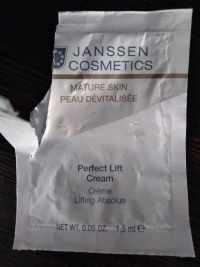 JANSSEN
COSMETICS
MATURE SKIN
PEAU DÉVITALISÉE
Perfect Lift
Cream
Crème
Lifting Absolue
NET WT. 0.05 OZ. 1,5 ml ℮